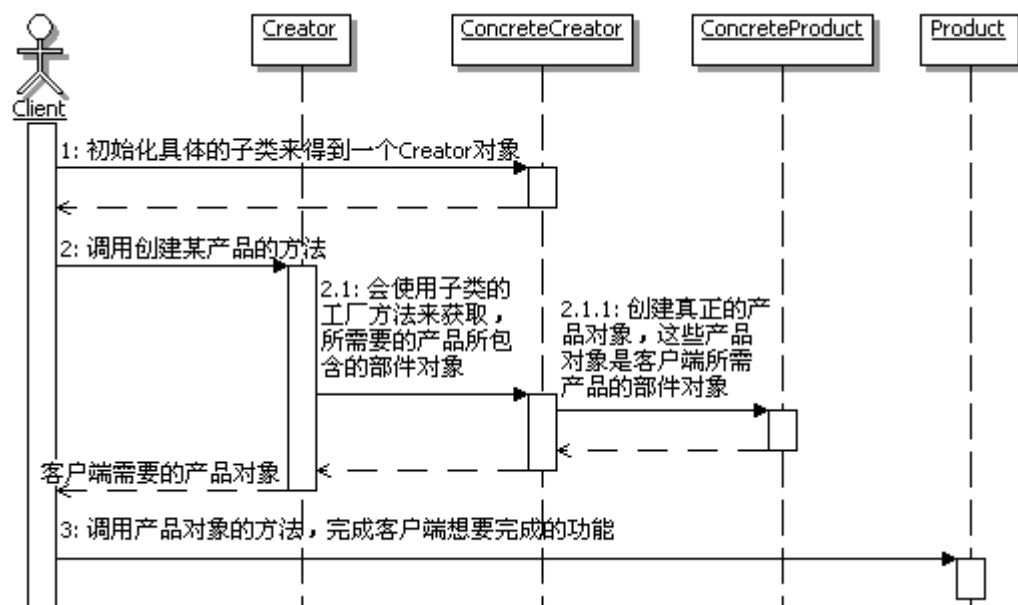 Creator
ConcreteCreator
ConcreteProduct
Product
Client
1: 初始化具体的子类来得到一个Creator对象
2: 调用创建某产品的方法
2.1: 会使用子类的
工厂方法来获取，
所需要的产品所包
含的部件对象
2.1.1: 创建真正的产
品对象，这些产品
对象是客户端所需
产品的部件对象
客户端需要的产品对象
3: 调用产品对象的方法，完成客户端想要完成的功能